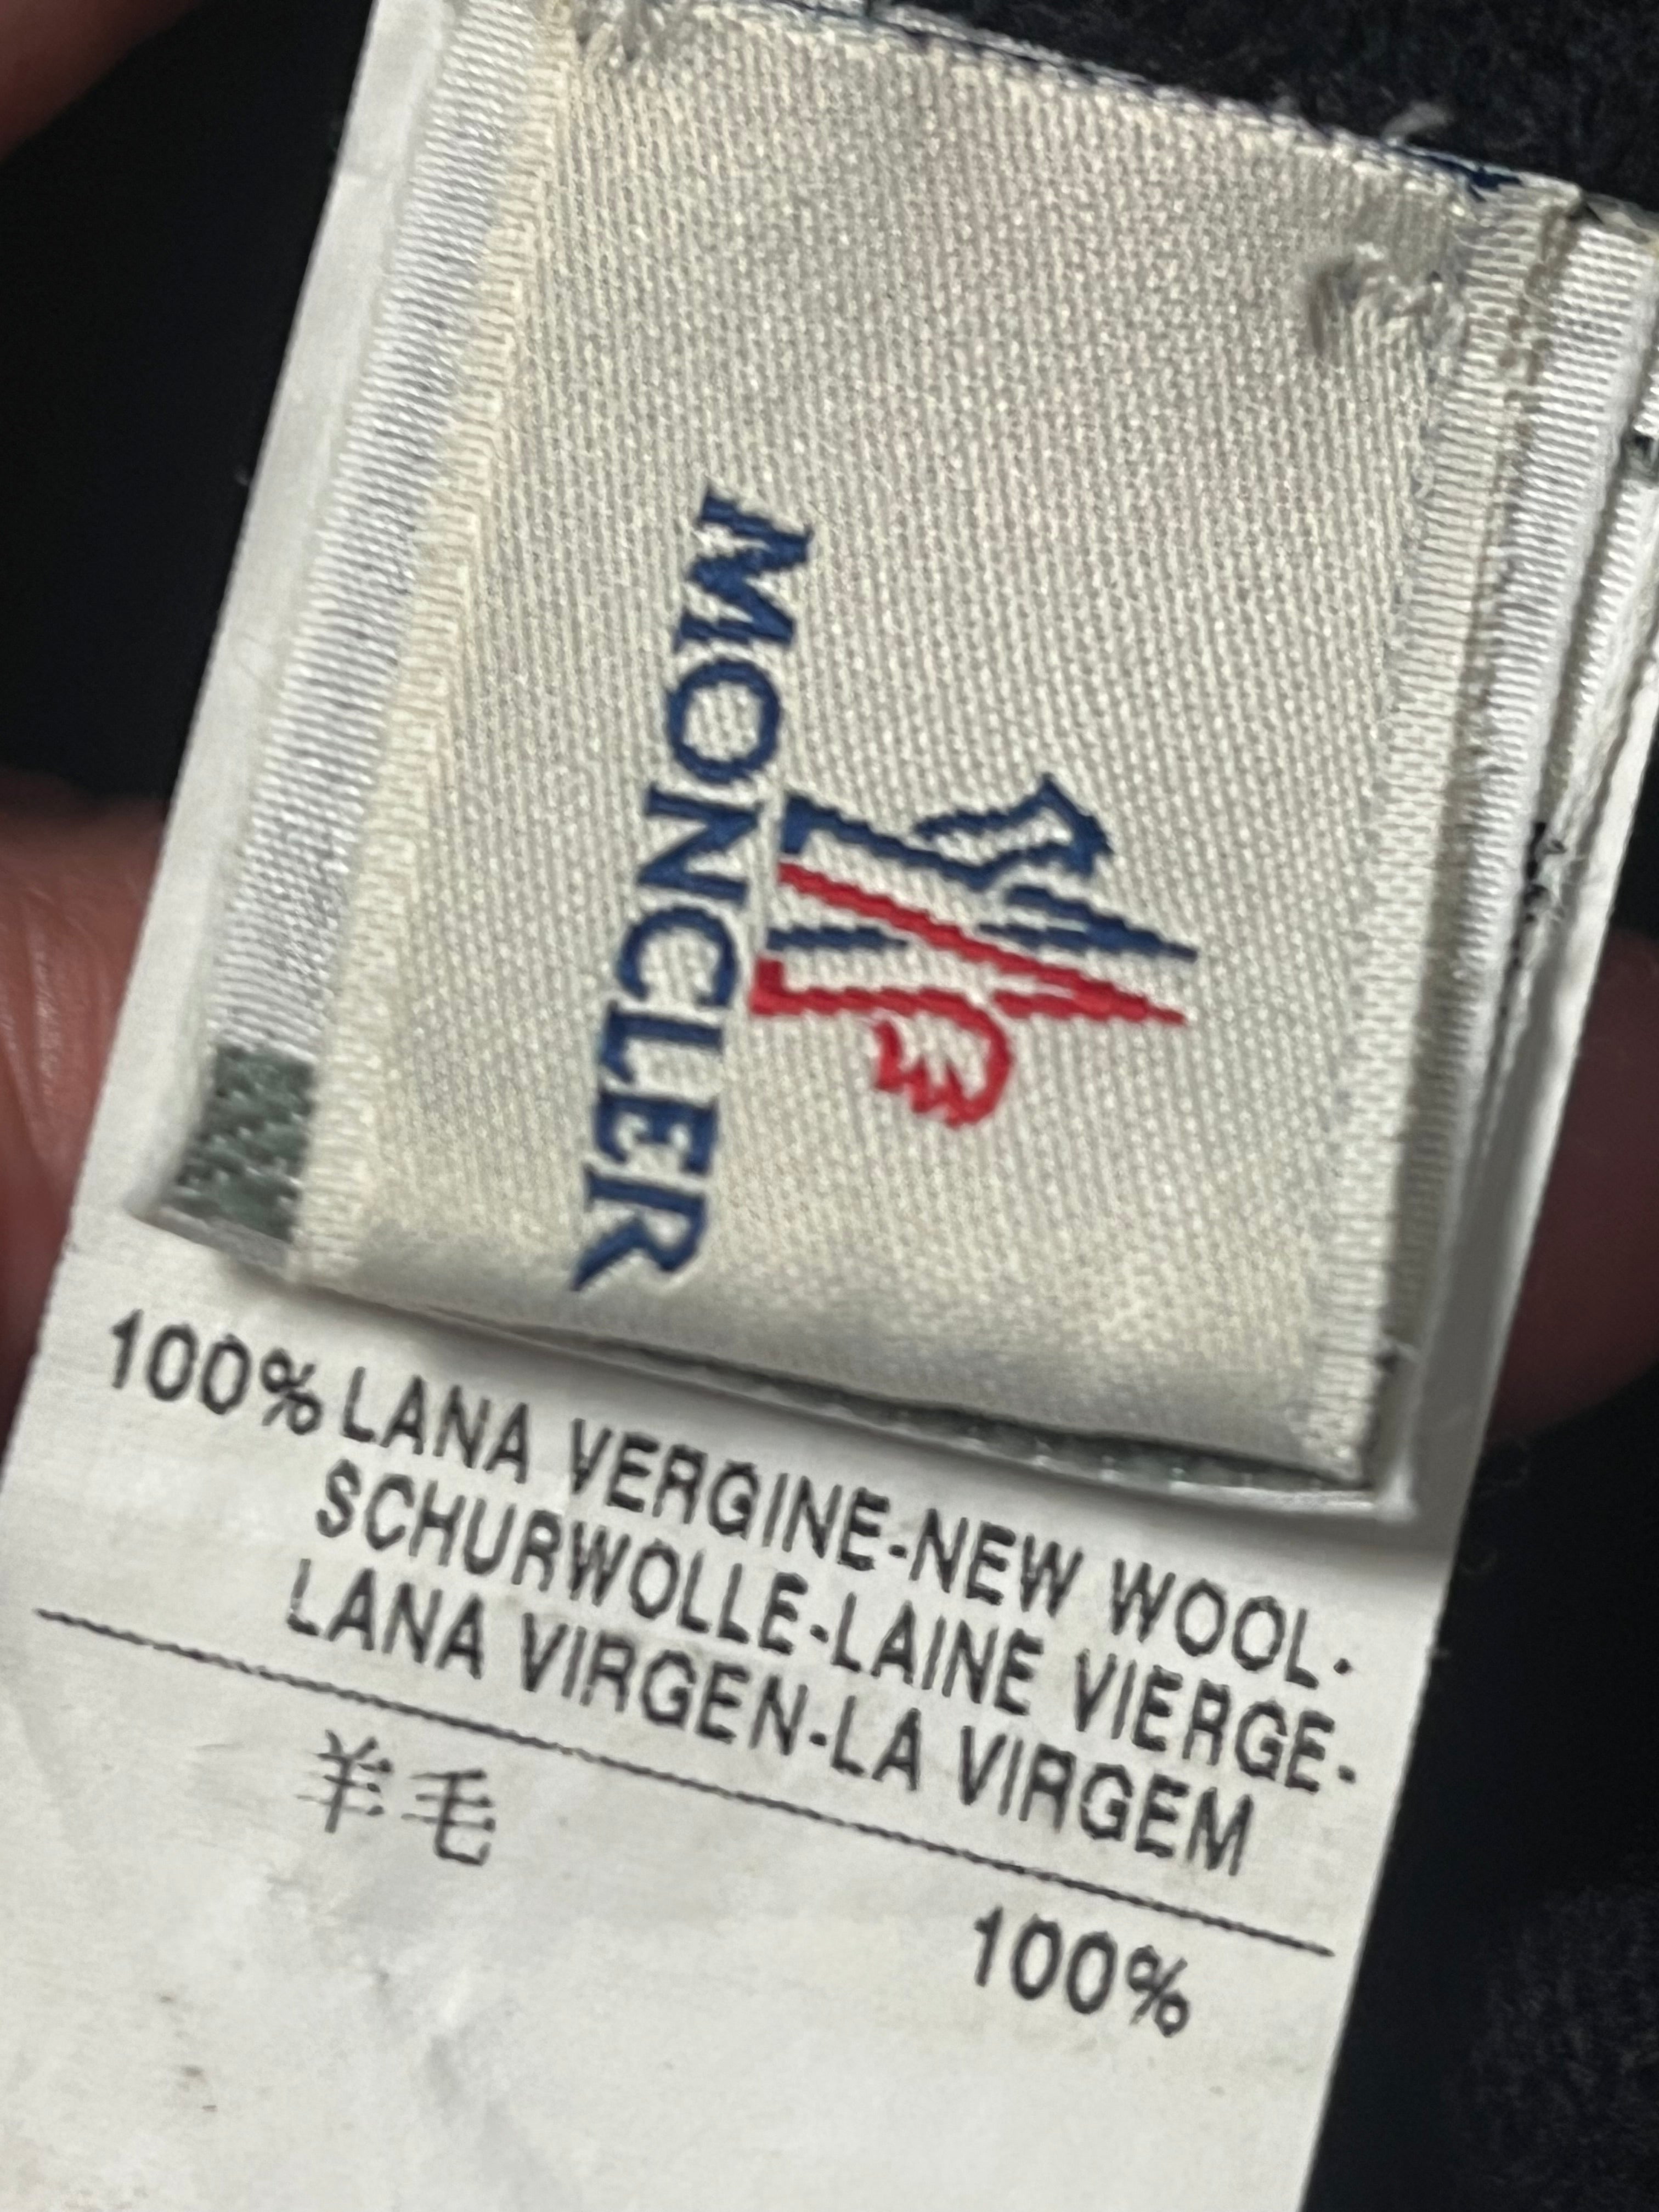 MONCLER
100% LANA VERGINE-NEW WOOL-
SCHURWOLLE-LAINE VIERGE-
LANA VIRGEN-LA VIRGEM
羊毛 100%